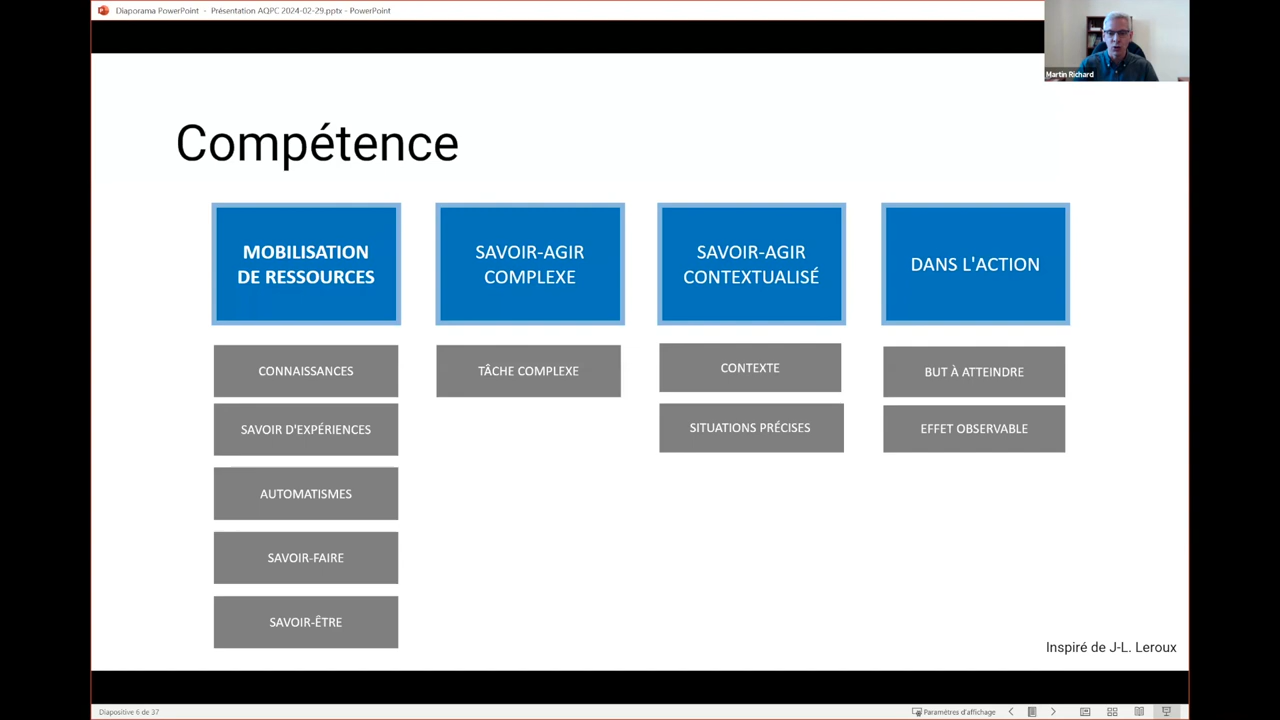 Diaporama PowerPoint - Présentation AQPC 2024-02-29.pptx - PowerPoint
Martin Richard
Compétence
MOBILISATION
DE RESSOURCES
CONNAISSANCES
SAVOIR D'EXPÉRIENCES
AUTOMATISMES
SAVOIR-FAIRE
SAVOIR-ÊTRE
SAVOIR-AGIR
COMPLEXE
TÂCHE COMPLEXE
SAVOIR-AGIR
CONTEXTUALISÉ
CONTEXTE
SITUATIONS PRÉCISES
DANS L'ACTION
BUT À ATTEINDRE
EFFET OBSERVABLE
Inspiré de J-L. Leroux
Diapositive 6 de 37
Paramètres d'affichage